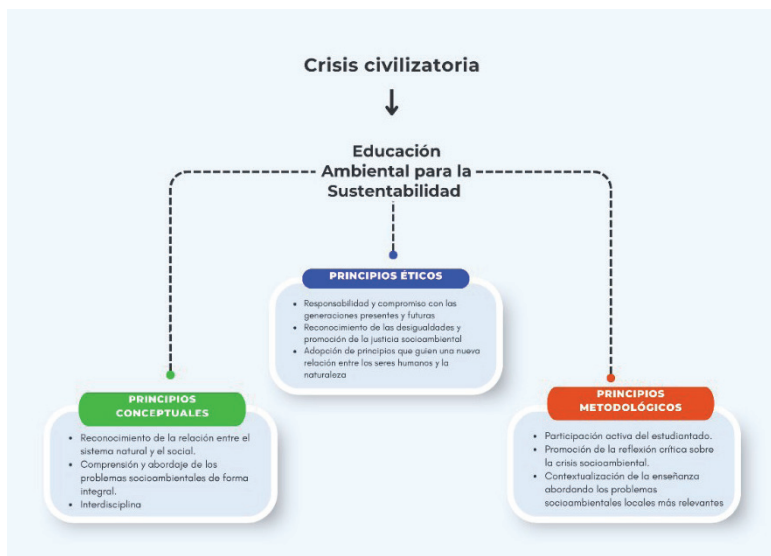 Crisis civilizatoria
Educación
Ambiental para la
Sustentabilidad
PRINCIPIOS ÉTICOS
• Responsabilidad y compromiso con las
generaciones presentes y futuras
• Reconocimiento de las desigualdades y
promoción de la justicia socioambiental
• Adopción de principios que guíen una nueva
relación entre los seres humanos y la
naturaleza
PRINCIPIOS
CONCEPTUALES
• Reconocimiento de la relación entre el
sistema natural y el social.
• Comprensión y abordaje de los
problemas socioambientales de forma
integral.
• Interdisciplina
PRINCIPIOS
METODOLÓGICOS
• Participación activa del estudiantado.
• Promoción de la reflexión crítica sobre
la crisis socioambiental.
• Contextualización de la enseñanza
abordando los problemas
socioambientales locales más relevantes